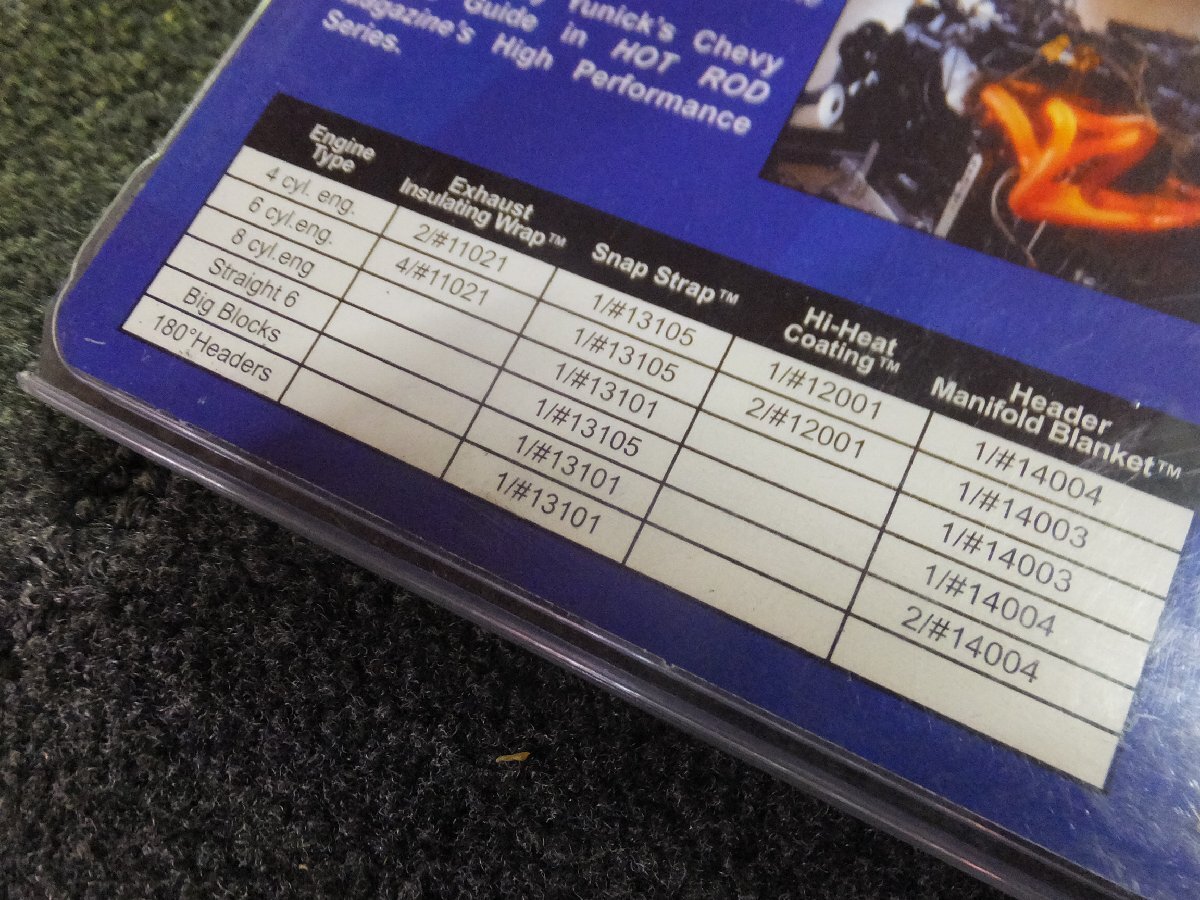 Yunick's Chevy
Guide in HOT ROD
Magazine's High Performance
Series.
Engine Type Exhaust Insulating Wrap™ Snap Strap™ Hi-Heat Coating™ Header Manifold Blanket™
4 cyl. eng. 2/#11021 1/#13105 1/#12001 1/#14004
6 cyl.eng. 4/#11021 1/#13105 2/#12001 1/#14003
8 cyl.eng 1/#13101 1/#14003
Straight 6 1/#13105 1/#14004
Big Blocks 1/#13101 2/#14004
180°Headers 1/#13101